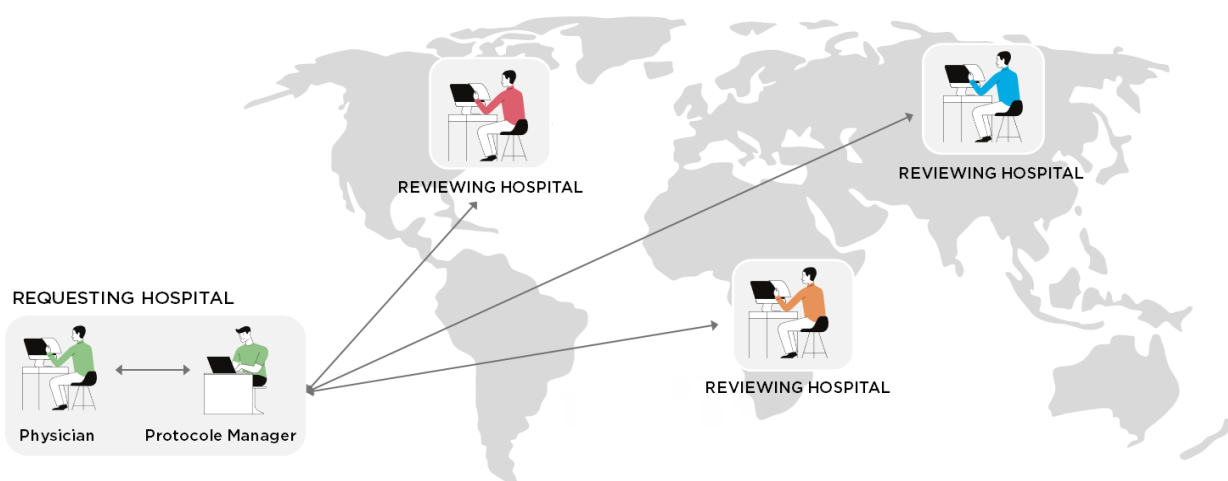 REVIEWING HOSPITAL
REVIEWING HOSPITAL
REQUESTING HOSPITAL
REVIEWING HOSPITAL
Physician
Protocole Manager